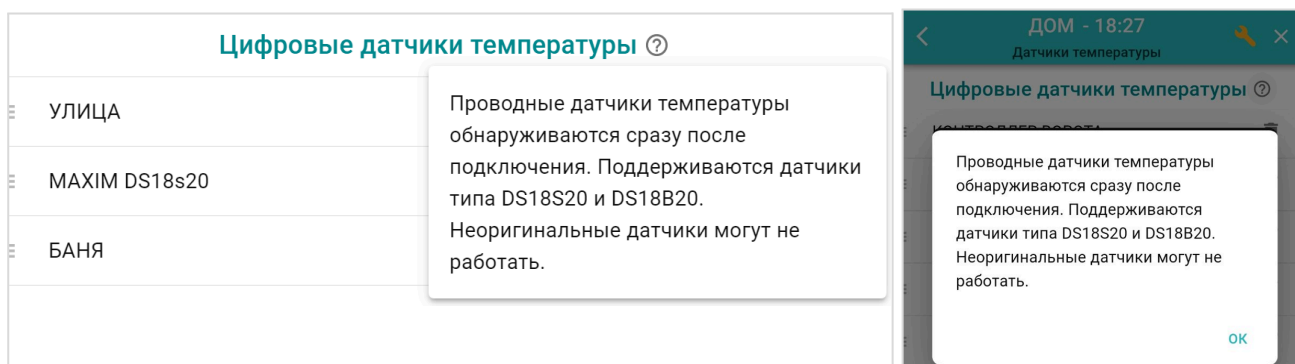 Цифровые датчики температуры
УЛИЦА
MAXIM DS18s20
БАНЯ
Проводные датчики температуры
обнаруживаются сразу после
подключения. Поддерживаются датчики
типа DS18S20 и DS18B20.
Неоригинальные датчики могут не
работать.
ДОМ - 18:27
Датчики температуры
Цифровые датчики температуры
Проводные датчики температуры
обнаруживаются сразу после
подключения. Поддерживаются
датчики типа DS18S20 и DS18B20.
Неоригинальные датчики могут не
работать.
ОК